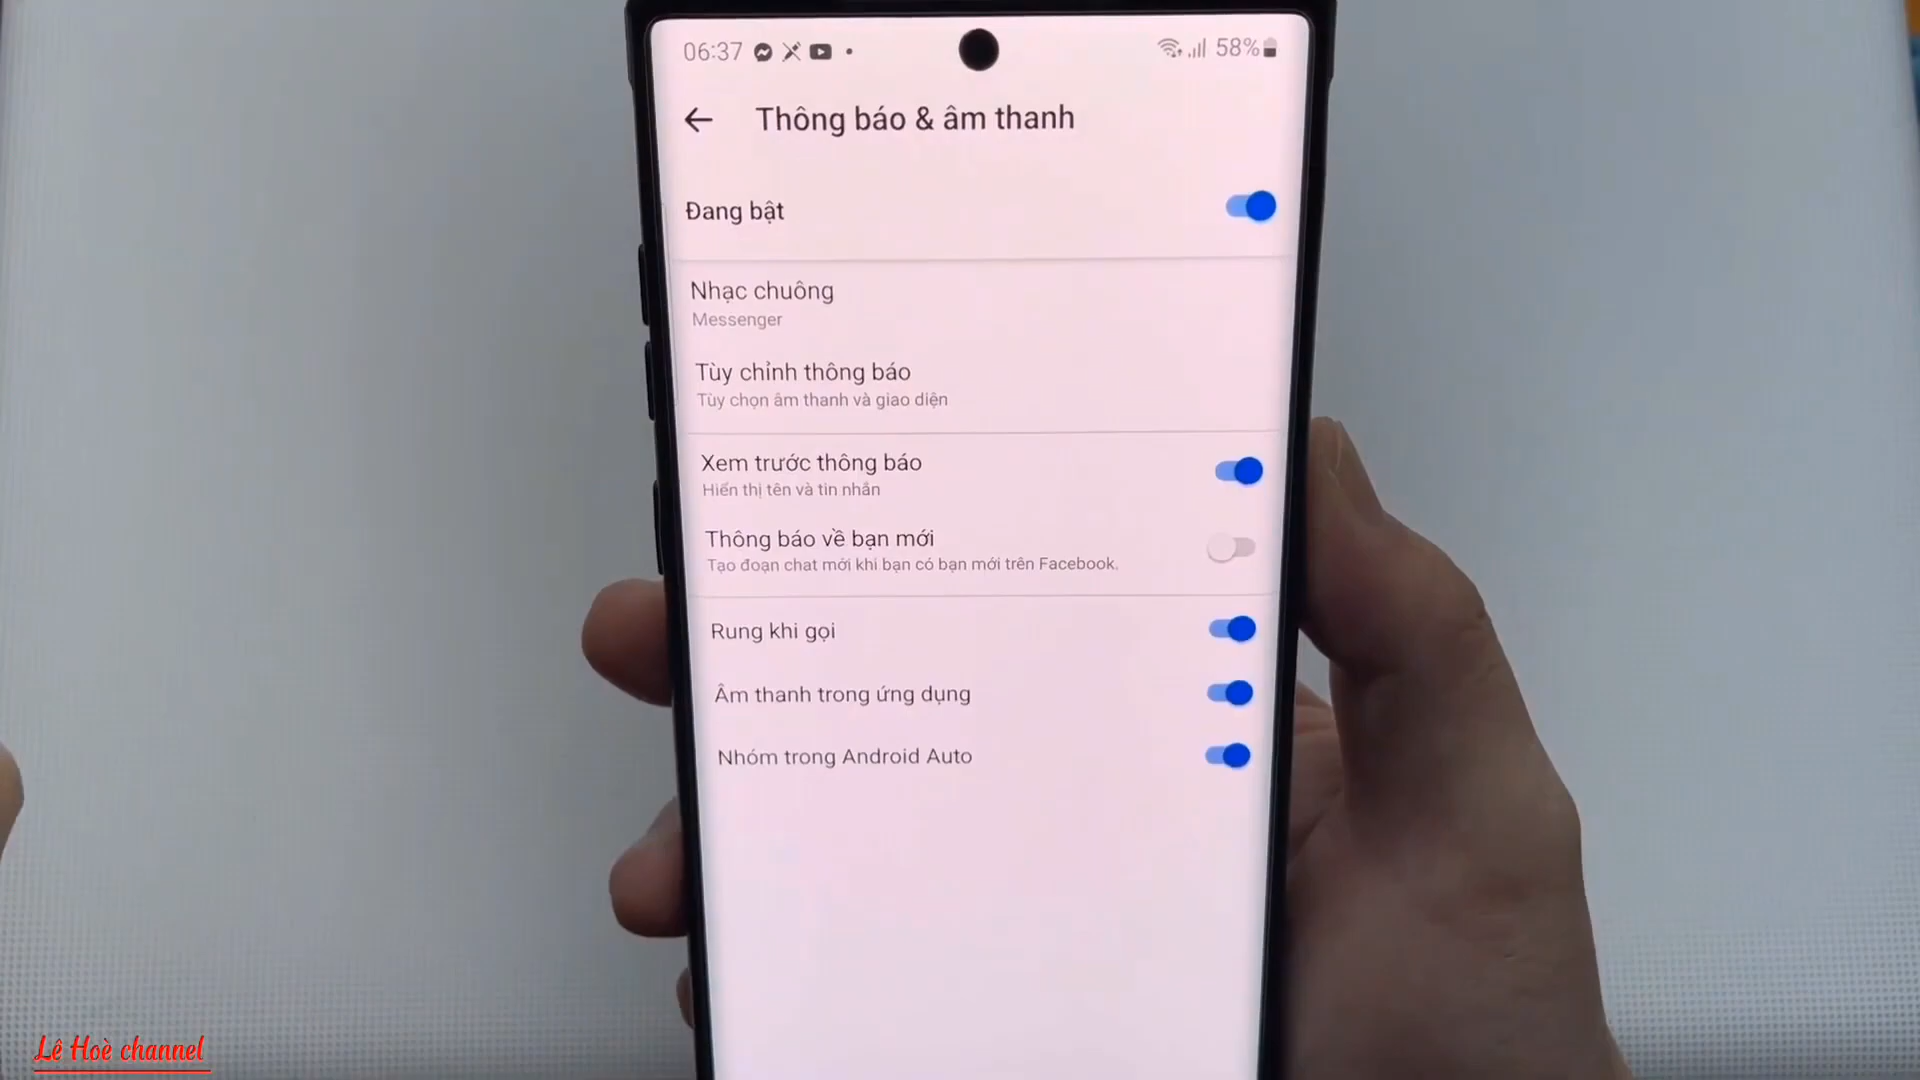 06:37
58%
Thông báo & âm thanh
Đang bật
Nhạc chuông
Messenger
Tùy chỉnh thông báo
Tùy chọn âm thanh và giao diện
Xem trước thông báo
Hiển thị tên và tin nhắn
Thông báo về bạn mới
Tạo đoạn chat mới khi bạn có bạn mới trên Facebook.
Rung khi gọi
Âm thanh trong ứng dụng
Nhóm trong Android Auto
Lê Hoè channel